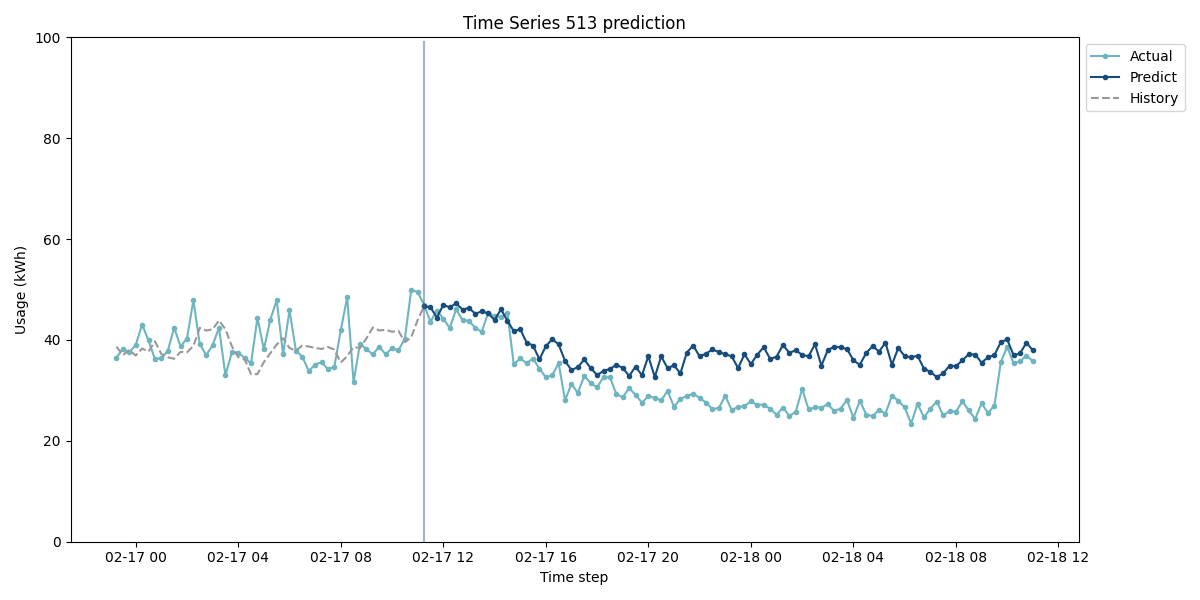 Time Series 513 prediction
Usage (kWh)
100
80
60
40
20
0
02-17 00
02-17 04
02-17 08
02-17 12
02-17 16
02-17 20
02-18 00
02-18 04
02-18 08
02-18 12
Time step
Actual
Predict
History